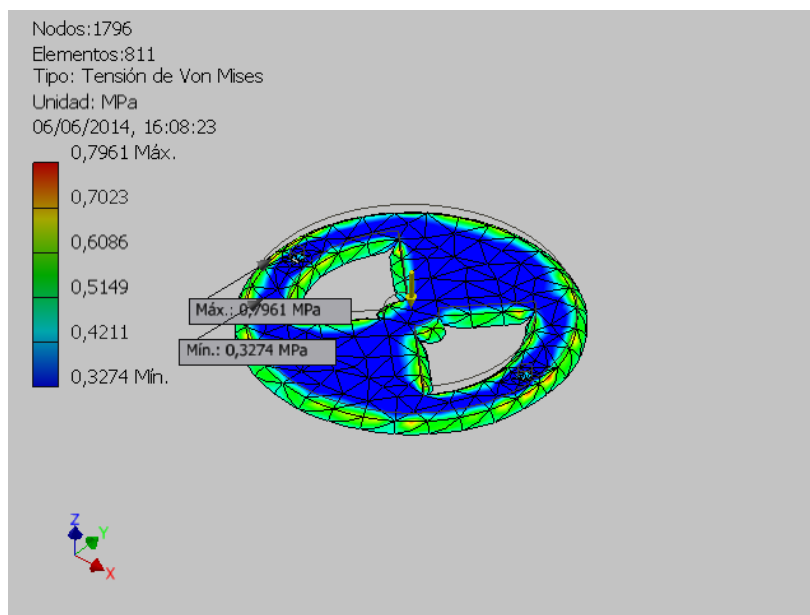 Nodos:1796
Elementos:811
Tipo: Tensión de Von Mises
Unidad: MPa
06/06/2014, 16:08:23
0,7961 Máx.
0,7023
0,6086
0,5149
0,4211
0,3274 Mín.
Máx.: 0,7961 MPa
Mín.: 0,3274 MPa
Z
Y
X